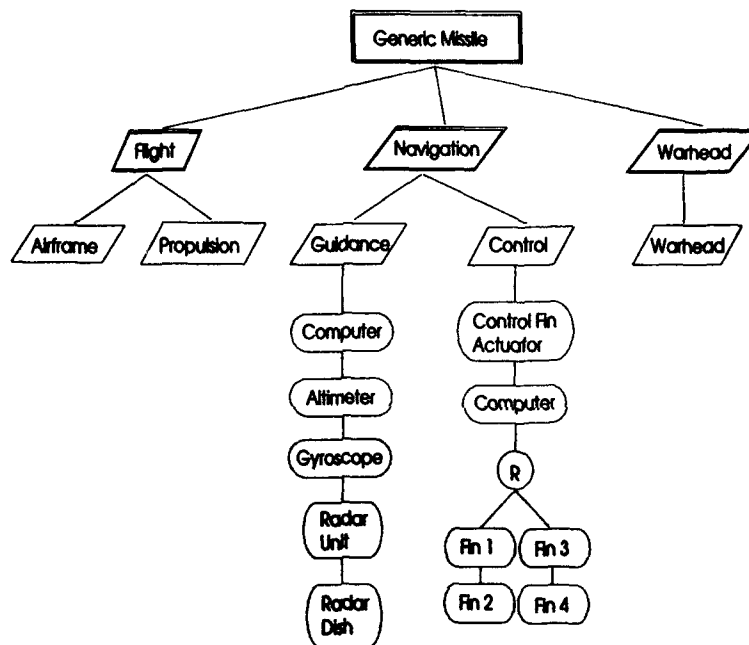 Generic Missile
Flight
Navigation
Warhead
Airframe
Propulsion
Guidance
Control
Warhead
Computer
Control Fin
Actuator
Altimeter
Computer
Gyroscope
R
Radar
Unit
Fin 1
Fin 3
Fin 2
Fin 4
Radar
Dish